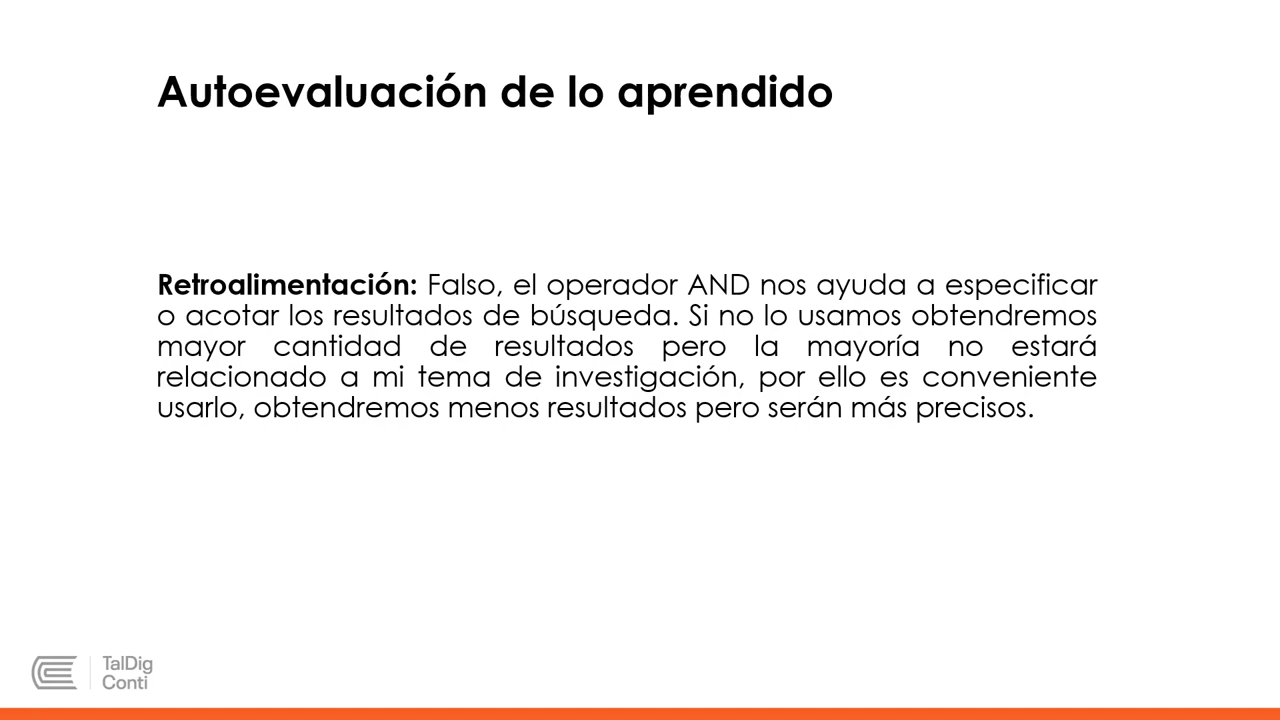 Autoevaluación de lo aprendido
Retroalimentación: Falso, el operador AND nos ayuda a especificar
o acotar los resultados de búsqueda. Si no lo usamos obtendremos
mayor cantidad de resultados pero la mayoría no estará
relacionado a mi tema de investigación, por ello es conveniente
usarlo, obtendremos menos resultados pero serán más precisos.
TalDig
Conti